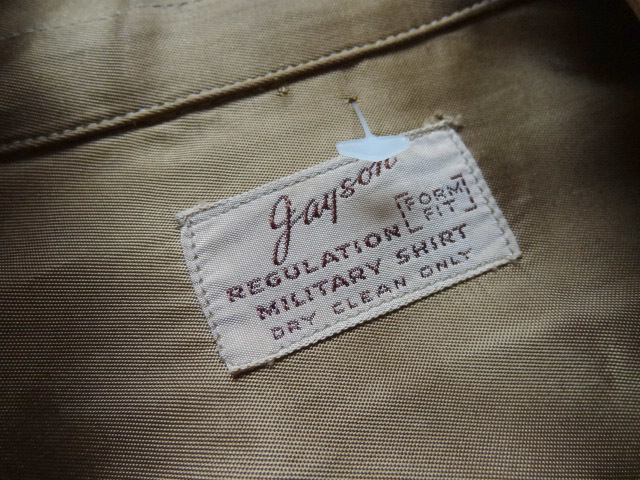 Jayson
FORM
FIT
REGULATION
MILITARY SHIRT
DRY CLEAN ONLY